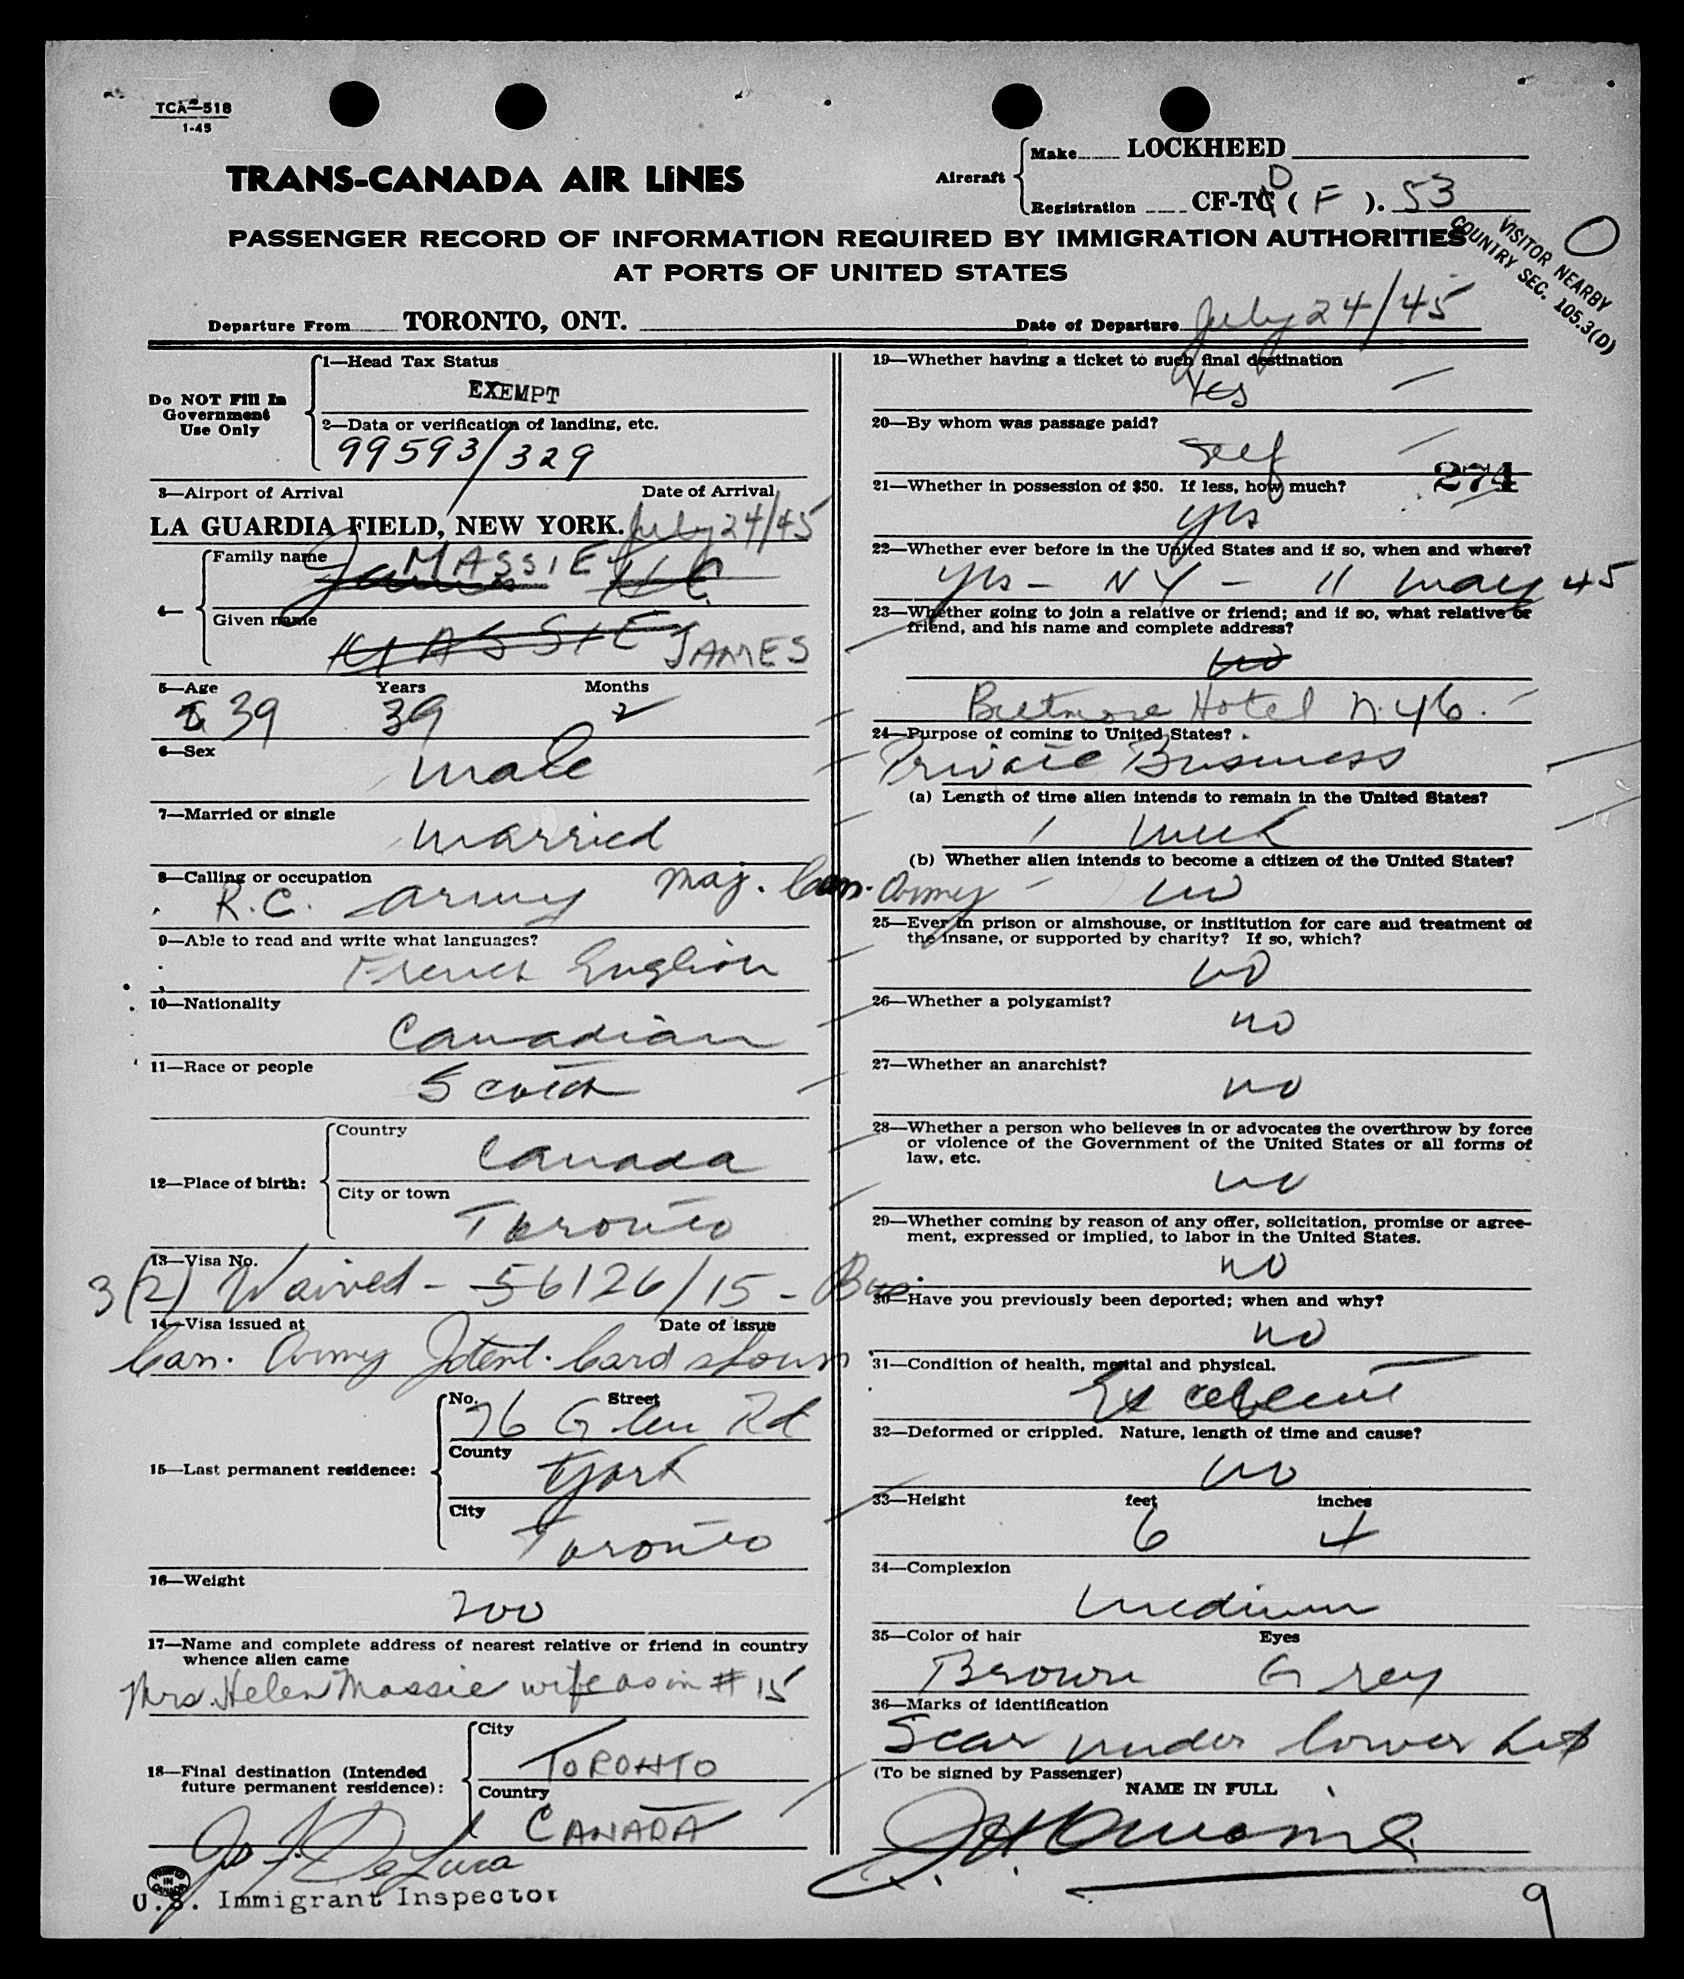 TCA—518
1-45
TRANS-CANADA AIR LINES
Aircraft
Make LOCKHEED
Registration CF-TC ( F ). 53
PASSENGER RECORD OF INFORMATION REQUIRED BY IMMIGRATION AUTHORITIES
AT PORTS OF UNITED STATES
VISITOR NEARBY
COUNTRY SEC. 105.3(D)
Departure From TORONTO, ONT. Date of Departure July 24/45
Do NOT Fill In
Government
Use Only
1—Head Tax Status
EXEMPT
2—Data or verification of landing, etc.
99593/329
3—Airport of Arrival Date of Arrival
LA GUARDIA FIELD, NEW YORK. July 24/45
4—
Family name
MASSIE
James
Given name
MASSIE JAMES
5—Age Years Months
39 39 2
6—Sex
male
7—Married or single
married
8—Calling or occupation
R.C. army Maj. Can. Army
9—Able to read and write what languages?
French English
10—Nationality
Canadian
11—Race or people
Scotch
12—Place of birth:
Country
Canada
City or town
Toronto
13—Visa No.
3(2) Waived - 56126/15 - Bus.
14—Visa issued at Date of issue
Can. Army Ident. Card shown.
15—Last permanent residence:
No. Street
76 Glen Rd
County
York
City
Toronto
16—Weight
200
17—Name and complete address of nearest relative or friend in country
whence alien came
Mrs. Helen Massie wife as in # 15
18—Final destination (Intended
future permanent residence):
City
TORONTO
Country
CANADA
Jos F. De Luca
PRINTED
IN
CANADA
U.S. Immigrant Inspector
19—Whether having a ticket to such final destination
Yes
20—By whom was passage paid?
Self
274
21—Whether in possession of $50. If less, how much?
yes
22—Whether ever before in the United States and if so, when and where?
yes - NY - 11 May 45
23—Whether going to join a relative or friend; and if so, what relative or
friend, and his name and complete address?
no
Biltmore Hotel N.Y.C.
24—Purpose of coming to United States?
Private Business
(a) Length of time alien intends to remain in the United States?
1 week
(b) Whether alien intends to become a citizen of the United States?
no
25—Ever in prison or almshouse, or institution for care and treatment of
the insane, or supported by charity? If so, which?
no
26—Whether a polygamist?
no
27—Whether an anarchist?
no
28—Whether a person who believes in or advocates the overthrow by force
or violence of the Government of the United States or all forms of
law, etc.
no
29—Whether coming by reason of any offer, solicitation, promise or agree-
ment, expressed or implied, to labor in the United States.
no
30—Have you previously been deported; when and why?
no
31—Condition of health, mental and physical.
Excellent
32—Deformed or crippled. Nature, length of time and cause?
no
33—Height feet inches
6 4
34—Complexion
Medium
35—Color of hair Eyes
Brown Grey
36—Marks of identification
Scar under lower lip
(To be signed by Passenger)
NAME IN FULL
9